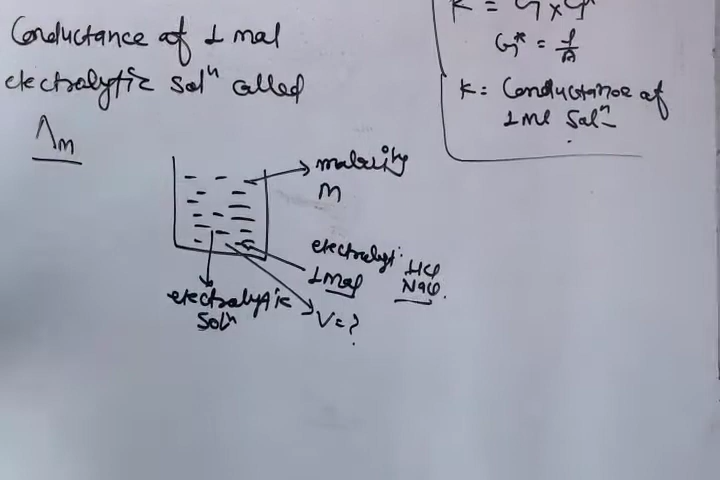 Conductance of 1 mol
electrolytic solⁿ called
Λm
K = G × G*
G* = l/A
K = Conductance of
1 ml Solⁿ
molarity
M
electrolyt:
1 mol
HCl
NaCl.
electrolytic
Solⁿ
V = ?